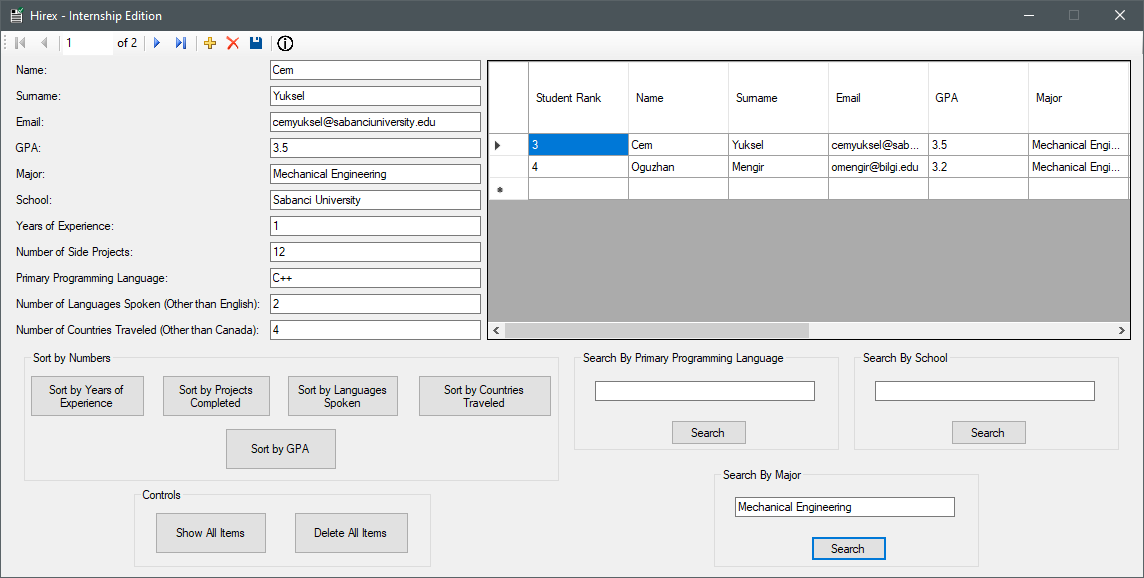 Hirex - Internship Edition
1 of 2
Name: Cem
Surname: Yuksel
Email: cemyuksel@sabanciuniversity.edu
GPA: 3.5
Major: Mechanical Engineering
School: Sabanci University
Years of Experience: 1
Number of Side Projects: 12
Primary Programming Language: C++
Number of Languages Spoken (Other than English): 2
Number of Countries Traveled (Other than Canada): 4
Student Rank Name Surname Email GPA Major
3 Cem Yuksel cemyuksel@sab... 3.5 Mechanical Engi...
4 Oguzhan Mengir omengir@bilgi.edu 3.2 Mechanical Engi...
Sort by Numbers
Sort by Years of
Experience
Sort by Projects
Completed
Sort by Languages
Spoken
Sort by Countries
Traveled
Sort by GPA
Search By Primary Programming Language
Search
Search By School
Search
Controls
Show All Items
Delete All Items
Search By Major
Mechanical Engineering
Search